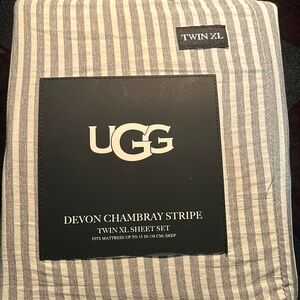 TWIN XL
UGG
DEVON CHAMBRAY STRIPE
TWIN XL SHEET SET
FITS MATTRESS UP TO 15 IN (38 CM) DEEP